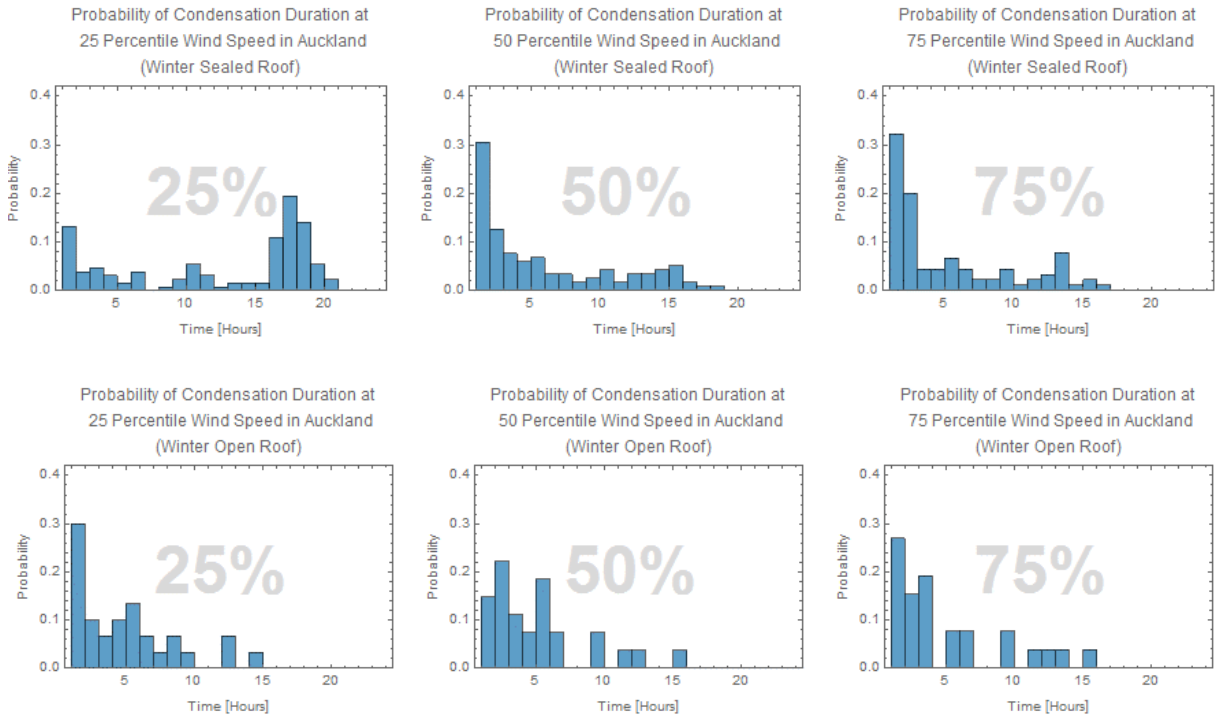 Probability of Condensation Duration at
25 Percentile Wind Speed in Auckland
(Winter Sealed Roof)
0.4
0.3
0.2
0.1
0.0
Probability
25%
5
10
15
20
Time [Hours]
Probability of Condensation Duration at
50 Percentile Wind Speed in Auckland
(Winter Sealed Roof)
0.4
0.3
0.2
0.1
0.0
Probability
50%
5
10
15
20
Time [Hours]
Probability of Condensation Duration at
75 Percentile Wind Speed in Auckland
(Winter Sealed Roof)
0.4
0.3
0.2
0.1
0.0
Probability
75%
5
10
15
20
Time [Hours]
Probability of Condensation Duration at
25 Percentile Wind Speed in Auckland
(Winter Open Roof)
0.4
0.3
0.2
0.1
0.0
Probability
25%
5
10
15
20
Time [Hours]
Probability of Condensation Duration at
50 Percentile Wind Speed in Auckland
(Winter Open Roof)
0.4
0.3
0.2
0.1
0.0
Probability
50%
5
10
15
20
Time [Hours]
Probability of Condensation Duration at
75 Percentile Wind Speed in Auckland
(Winter Open Roof)
0.4
0.3
0.2
0.1
0.0
Probability
75%
5
10
15
20
Time [Hours]